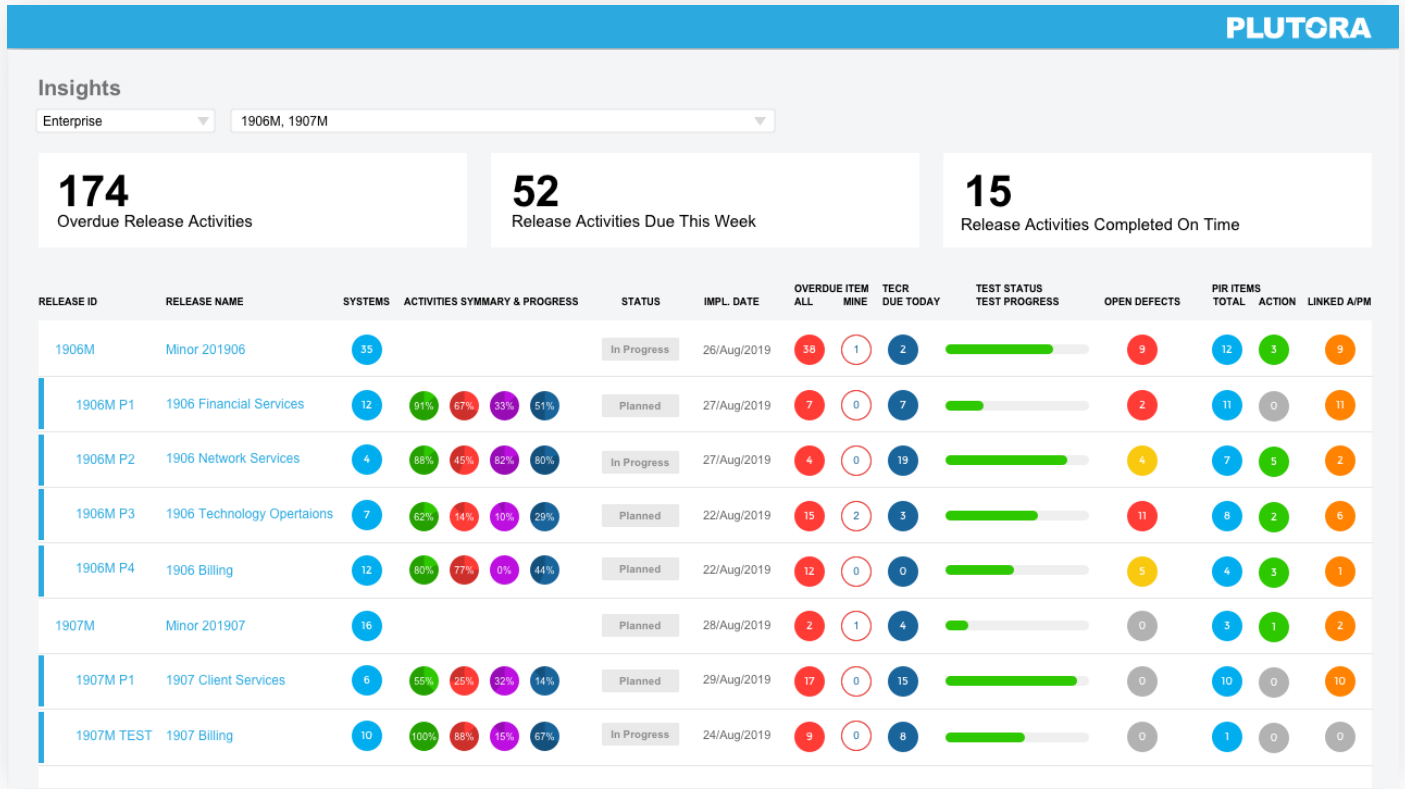 PLUTORA
Insights
Enterprise 1906M, 1907M
174 52 15
Overdue Release Activities Release Activities Due This Week Release Activities Completed On Time
OVERDUE ITEM TECR TEST STATUS PIR ITEMS
RELEASE ID RELEASE NAME SYSTEMS ACTIVITIES SYMMARY & PROGRESS STATUS IMPL. DATE ALL MINE DUE TODAY TEST PROGRESS OPEN DEFECTS TOTAL ACTION LINKED A/PM
1906M Minor 201906 35 In Progress 26/Aug/2019 38 1 2 9 12 3 9
1906M P1 1906 Financial Services 12 91% 67% 33% 51% Planned 27/Aug/2019 7 0 7 2 11 0 11
1906M P2 1906 Network Services 4 88% 45% 82% 80% In Progress 27/Aug/2019 4 0 19 4 7 5 2
1906M P3 1906 Technology Opertaions 7 62% 14% 10% 29% Planned 22/Aug/2019 15 2 3 11 8 2 6
1906M P4 1906 Billing 12 80% 77% 0% 44% Planned 22/Aug/2019 12 0 0 5 4 3 1
1907M Minor 201907 16 Planned 28/Aug/2019 2 1 4 0 3 1 2
1907M P1 1907 Client Services 6 55% 25% 32% 14% Planned 29/Aug/2019 17 0 15 0 10 0 10
1907M TEST 1907 Billing 10 100% 88% 15% 67% In Progress 24/Aug/2019 9 0 8 0 1 0 0